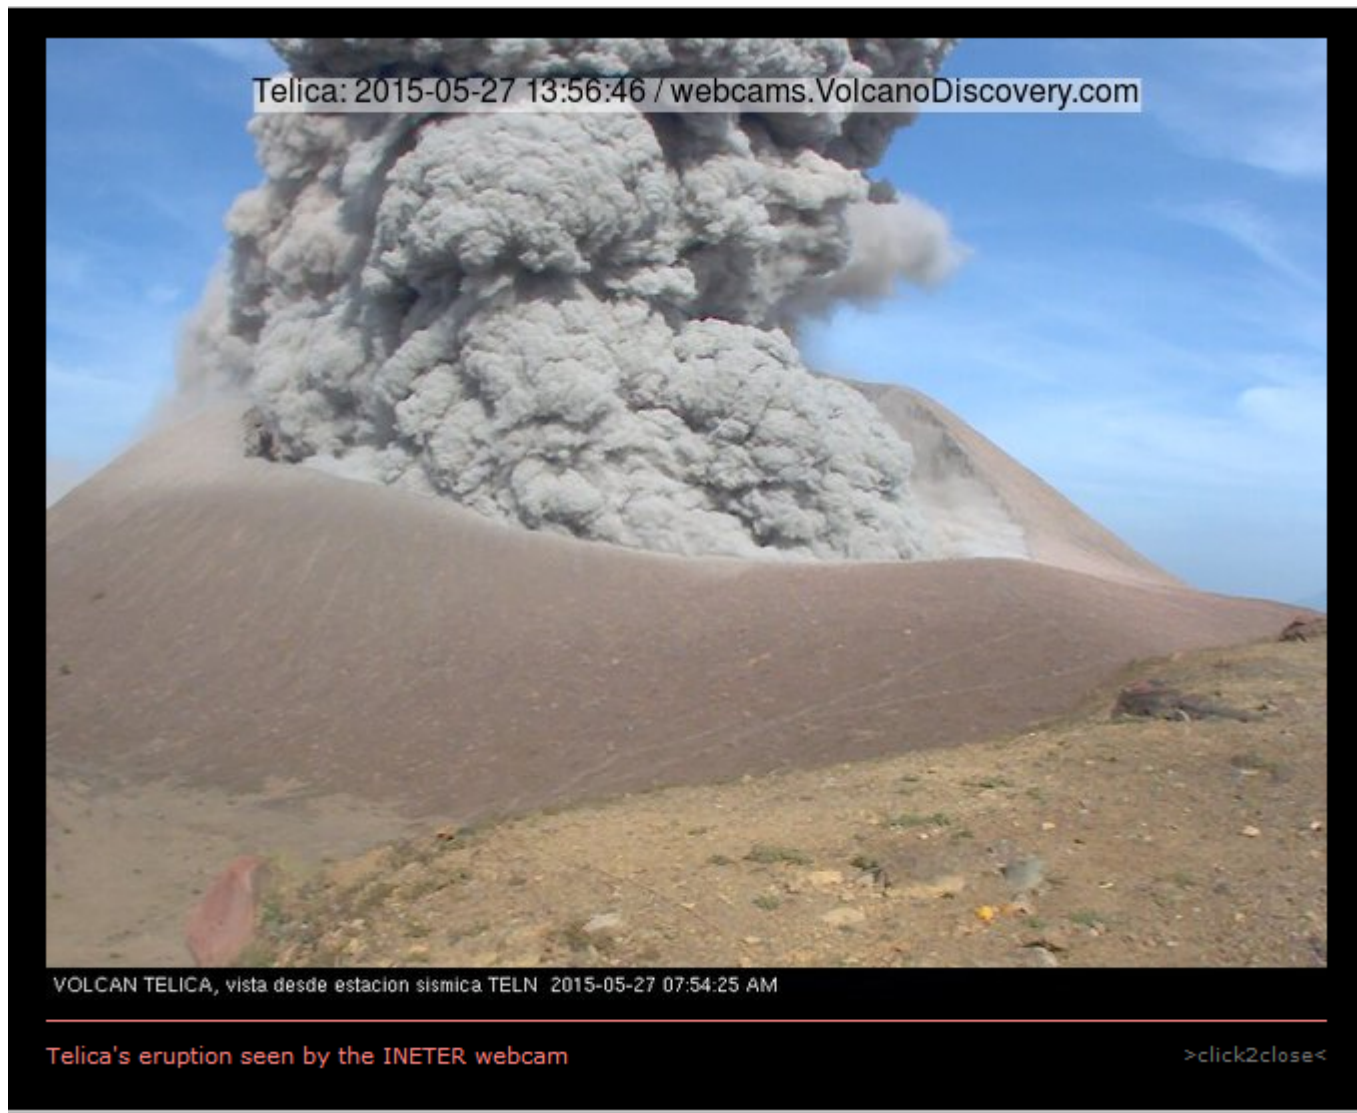 Telica: 2015-05-27 13:56:46 / webcams.VolcanoDiscovery.com
VOLCAN TELICA, vista desde estacion sismica TELN 2015-05-27 07:54:25 AM
Telica's eruption seen by the INETER webcam
>click2close<